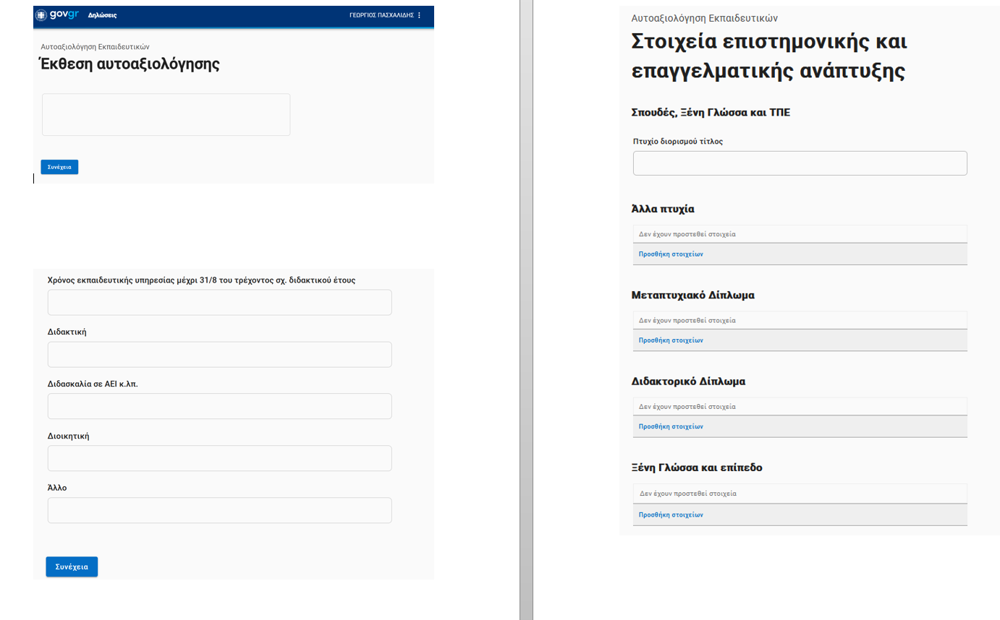 govgr Δηλώσεις ΓΕΩΡΓΙΟΣ ΠΑΣΧΑΛΙΔΗΣ
Αυτοαξιολόγηση Εκπαιδευτικών
Έκθεση αυτοαξιολόγησης
Συνέχεια
Χρόνος εκπαιδευτικής υπηρεσίας μέχρι 31/8 του τρέχοντος σχ. διδακτικού έτους
Διδακτική
Διδασκαλία σε ΑΕΙ κ.λπ.
Διοικητική
Άλλο
Συνέχεια
Αυτοαξιολόγηση Εκπαιδευτικών
Στοιχεία επιστημονικής και
επαγγελματικής ανάπτυξης
Σπουδές, Ξένη Γλώσσα και ΤΠΕ
Πτυχίο διορισμού τίτλος
Άλλα πτυχία
Δεν έχουν προστεθεί στοιχεία
Προσθήκη στοιχείων
Μεταπτυχιακό Δίπλωμα
Δεν έχουν προστεθεί στοιχεία
Προσθήκη στοιχείων
Διδακτορικό Δίπλωμα
Δεν έχουν προστεθεί στοιχεία
Προσθήκη στοιχείων
Ξένη Γλώσσα και επίπεδο
Δεν έχουν προστεθεί στοιχεία
Προσθήκη στοιχείων